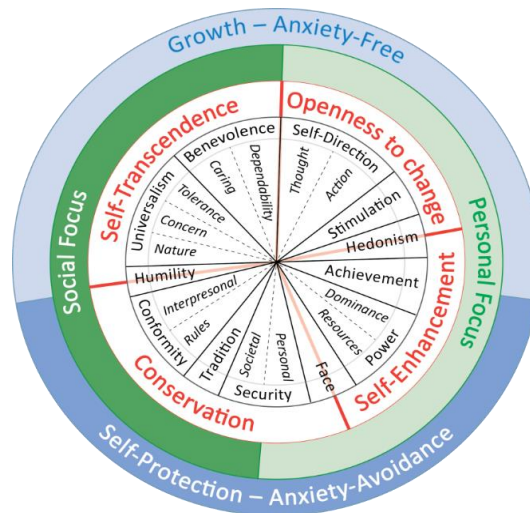 Growth – Anxiety-Free
Social Focus
Personal Focus
Self-Protection – Anxiety-Avoidance
Self-Transcendence
Openness to change
Self-Enhancement
Conservation
Benevolence
Caring
Dependability
Self-Direction
Thought
Action
Stimulation
Hedonism
Achievement
Power
Dominance
Resources
Face
Security
Personal
Societal
Tradition
Conformity
Rules
Interpresonal
Humility
Universalism
Nature
Concern
Tolerance